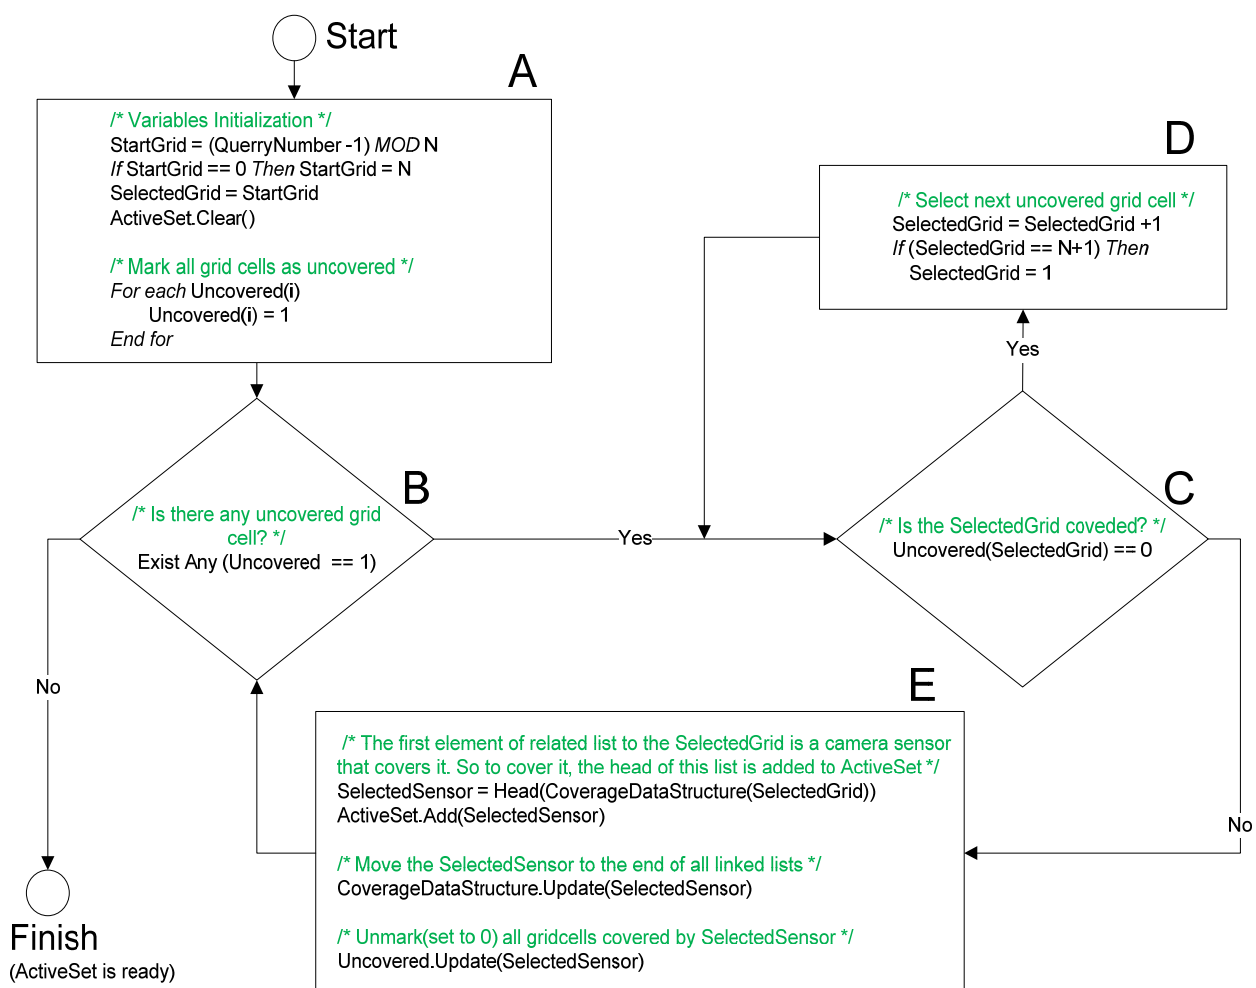 Start
A
/* Variables Initialization */
StartGrid = (QuerryNumber -1) MOD N
If StartGrid == 0 Then StartGrid = N
SelectedGrid = StartGrid
ActiveSet.Clear()
/* Mark all grid cells as uncovered */
For each Uncovered(i)
Uncovered(i) = 1
End for
D
/* Select next uncovered grid cell */
SelectedGrid = SelectedGrid +1
If (SelectedGrid == N+1) Then
SelectedGrid = 1
Yes
B
/* Is there any uncovered grid
cell? */
Exist Any (Uncovered == 1)
Yes
C
/* Is the SelectedGrid coveded? */
Uncovered(SelectedGrid) == 0
No
No
E
/* The first element of related list to the SelectedGrid is a camera sensor
that covers it. So to cover it, the head of this list is added to ActiveSet */
SelectedSensor = Head(CoverageDataStructure(SelectedGrid))
ActiveSet.Add(SelectedSensor)
/* Move the SelectedSensor to the end of all linked lists */
CoverageDataStructure.Update(SelectedSensor)
/* Unmark(set to 0) all gridcells covered by SelectedSensor */
Uncovered.Update(SelectedSensor)
Finish
(ActiveSet is ready)